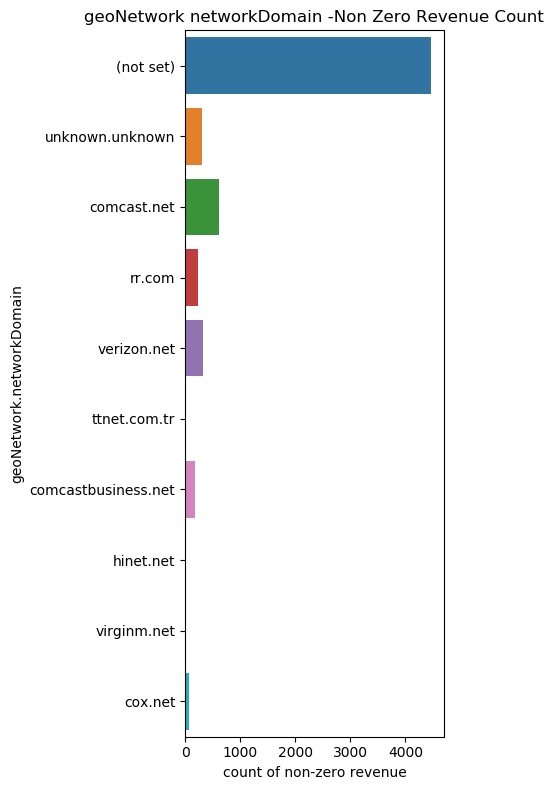 geoNetwork networkDomain -Non Zero Revenue Count
(not set)
unknown.unknown
comcast.net
rr.com
verizon.net
ttnet.com.tr
comcastbusiness.net
hinet.net
virginm.net
cox.net
geoNetwork.networkDomain
0 1000 2000 3000 4000
count of non-zero revenue